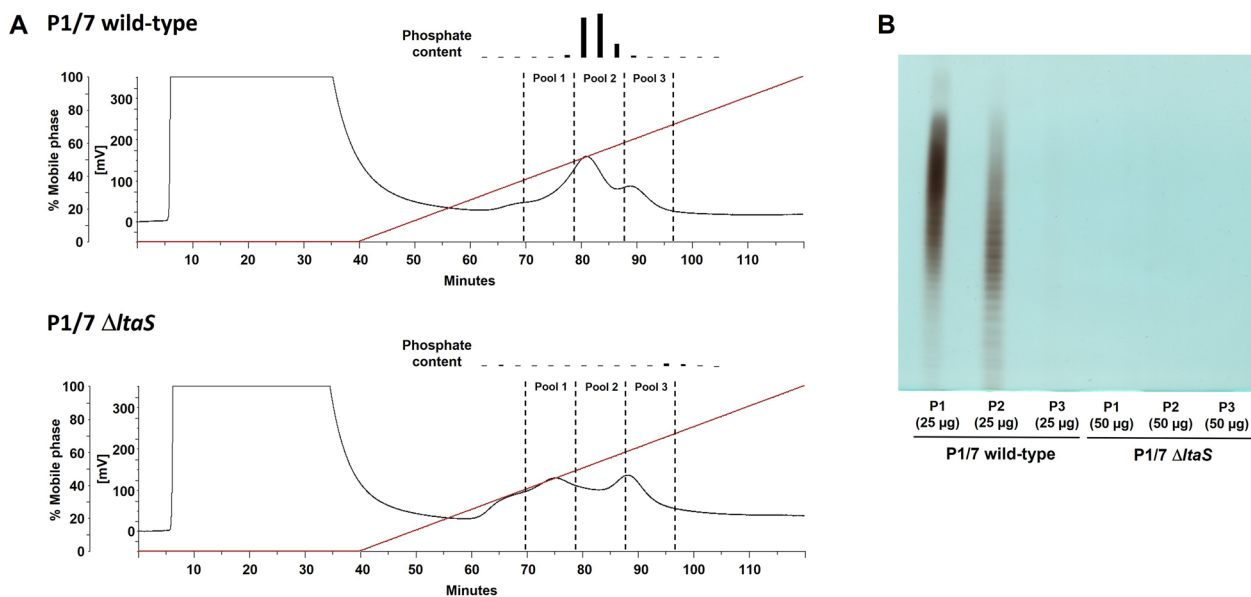 A
P1/7 wild-type
Phosphate
content
Pool 1 Pool 2 Pool 3
% Mobile phase
100
80
60
40
20
0
[mV]
300
200
100
0
10 20 30 40 50 60 70 80 90 100 110
Minutes
P1/7 ΔltaS
Phosphate
content
Pool 1 Pool 2 Pool 3
% Mobile phase
100
80
60
40
20
0
[mV]
300
200
100
0
10 20 30 40 50 60 70 80 90 100 110
Minutes
B
P1 P2 P3 P1 P2 P3
(25 µg) (25 µg) (25 µg) (50 µg) (50 µg) (50 µg)
P1/7 wild-type P1/7 ΔltaS